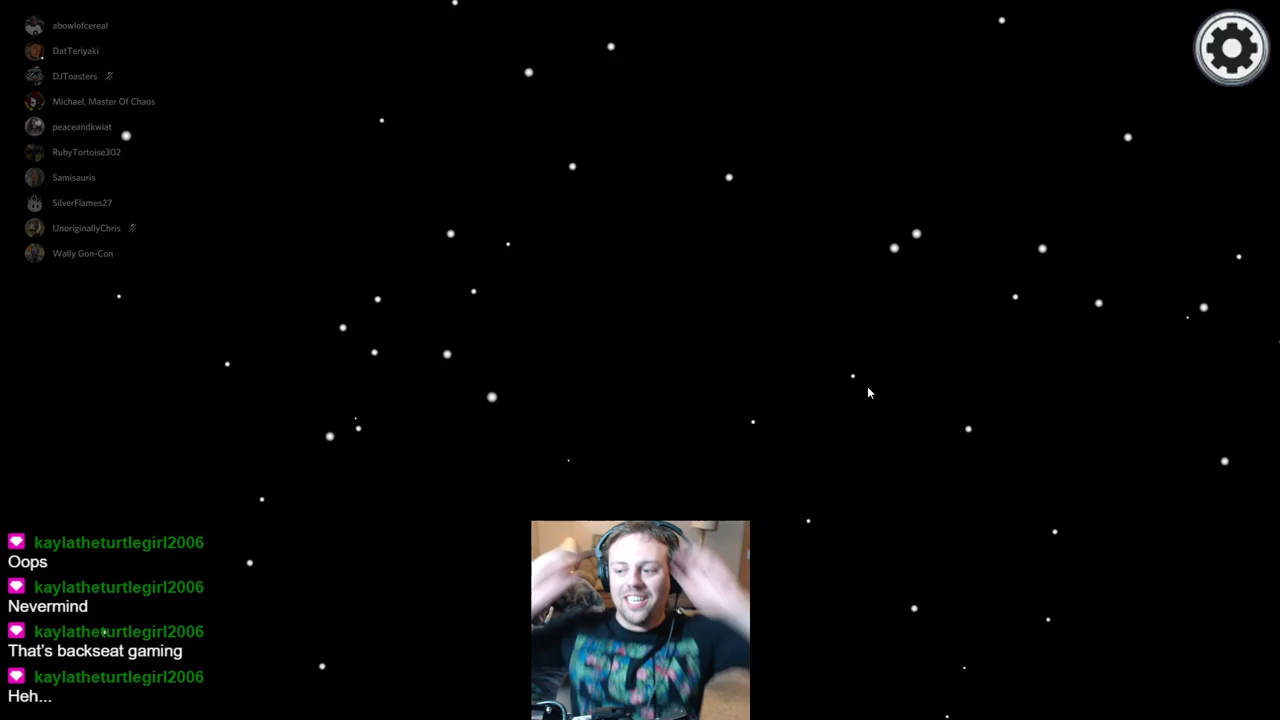 abowlofcereal
DatTeriyaki
DJToasters
Michael, Master Of Chaos
peaceandkwiat
RubyTortoise302
Samisauris
SilverFlames27
UnoriginallyChris
Wally Gon-Con
kaylatheturtlegirl2006
Oops
kaylatheturtlegirl2006
Nevermind
kaylatheturtlegirl2006
That's backseat gaming
kaylatheturtlegirl2006
Heh...